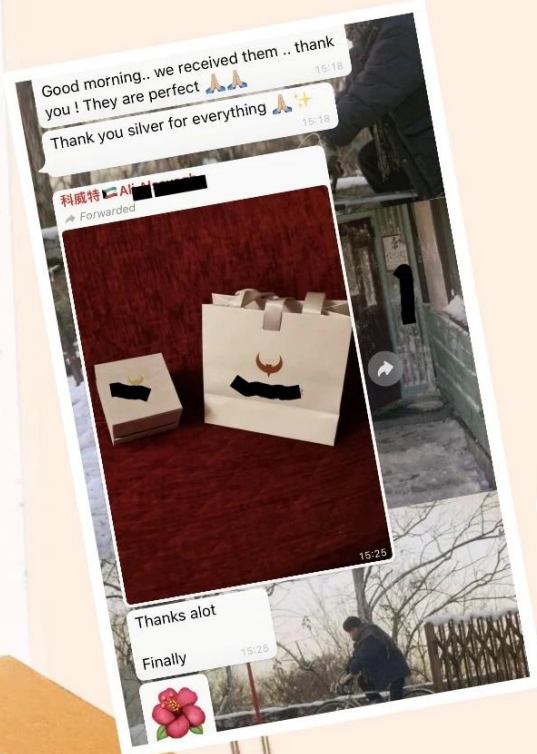 Good morning.. we received them .. thank
you ! They are perfect 🙏🏼🙏🏼
15:18
Thank you silver for everything 🙏🏼✨
15:18
科威特🇰🇼Ali
Forwarded
15:25
Thanks alot
Finally
15:26